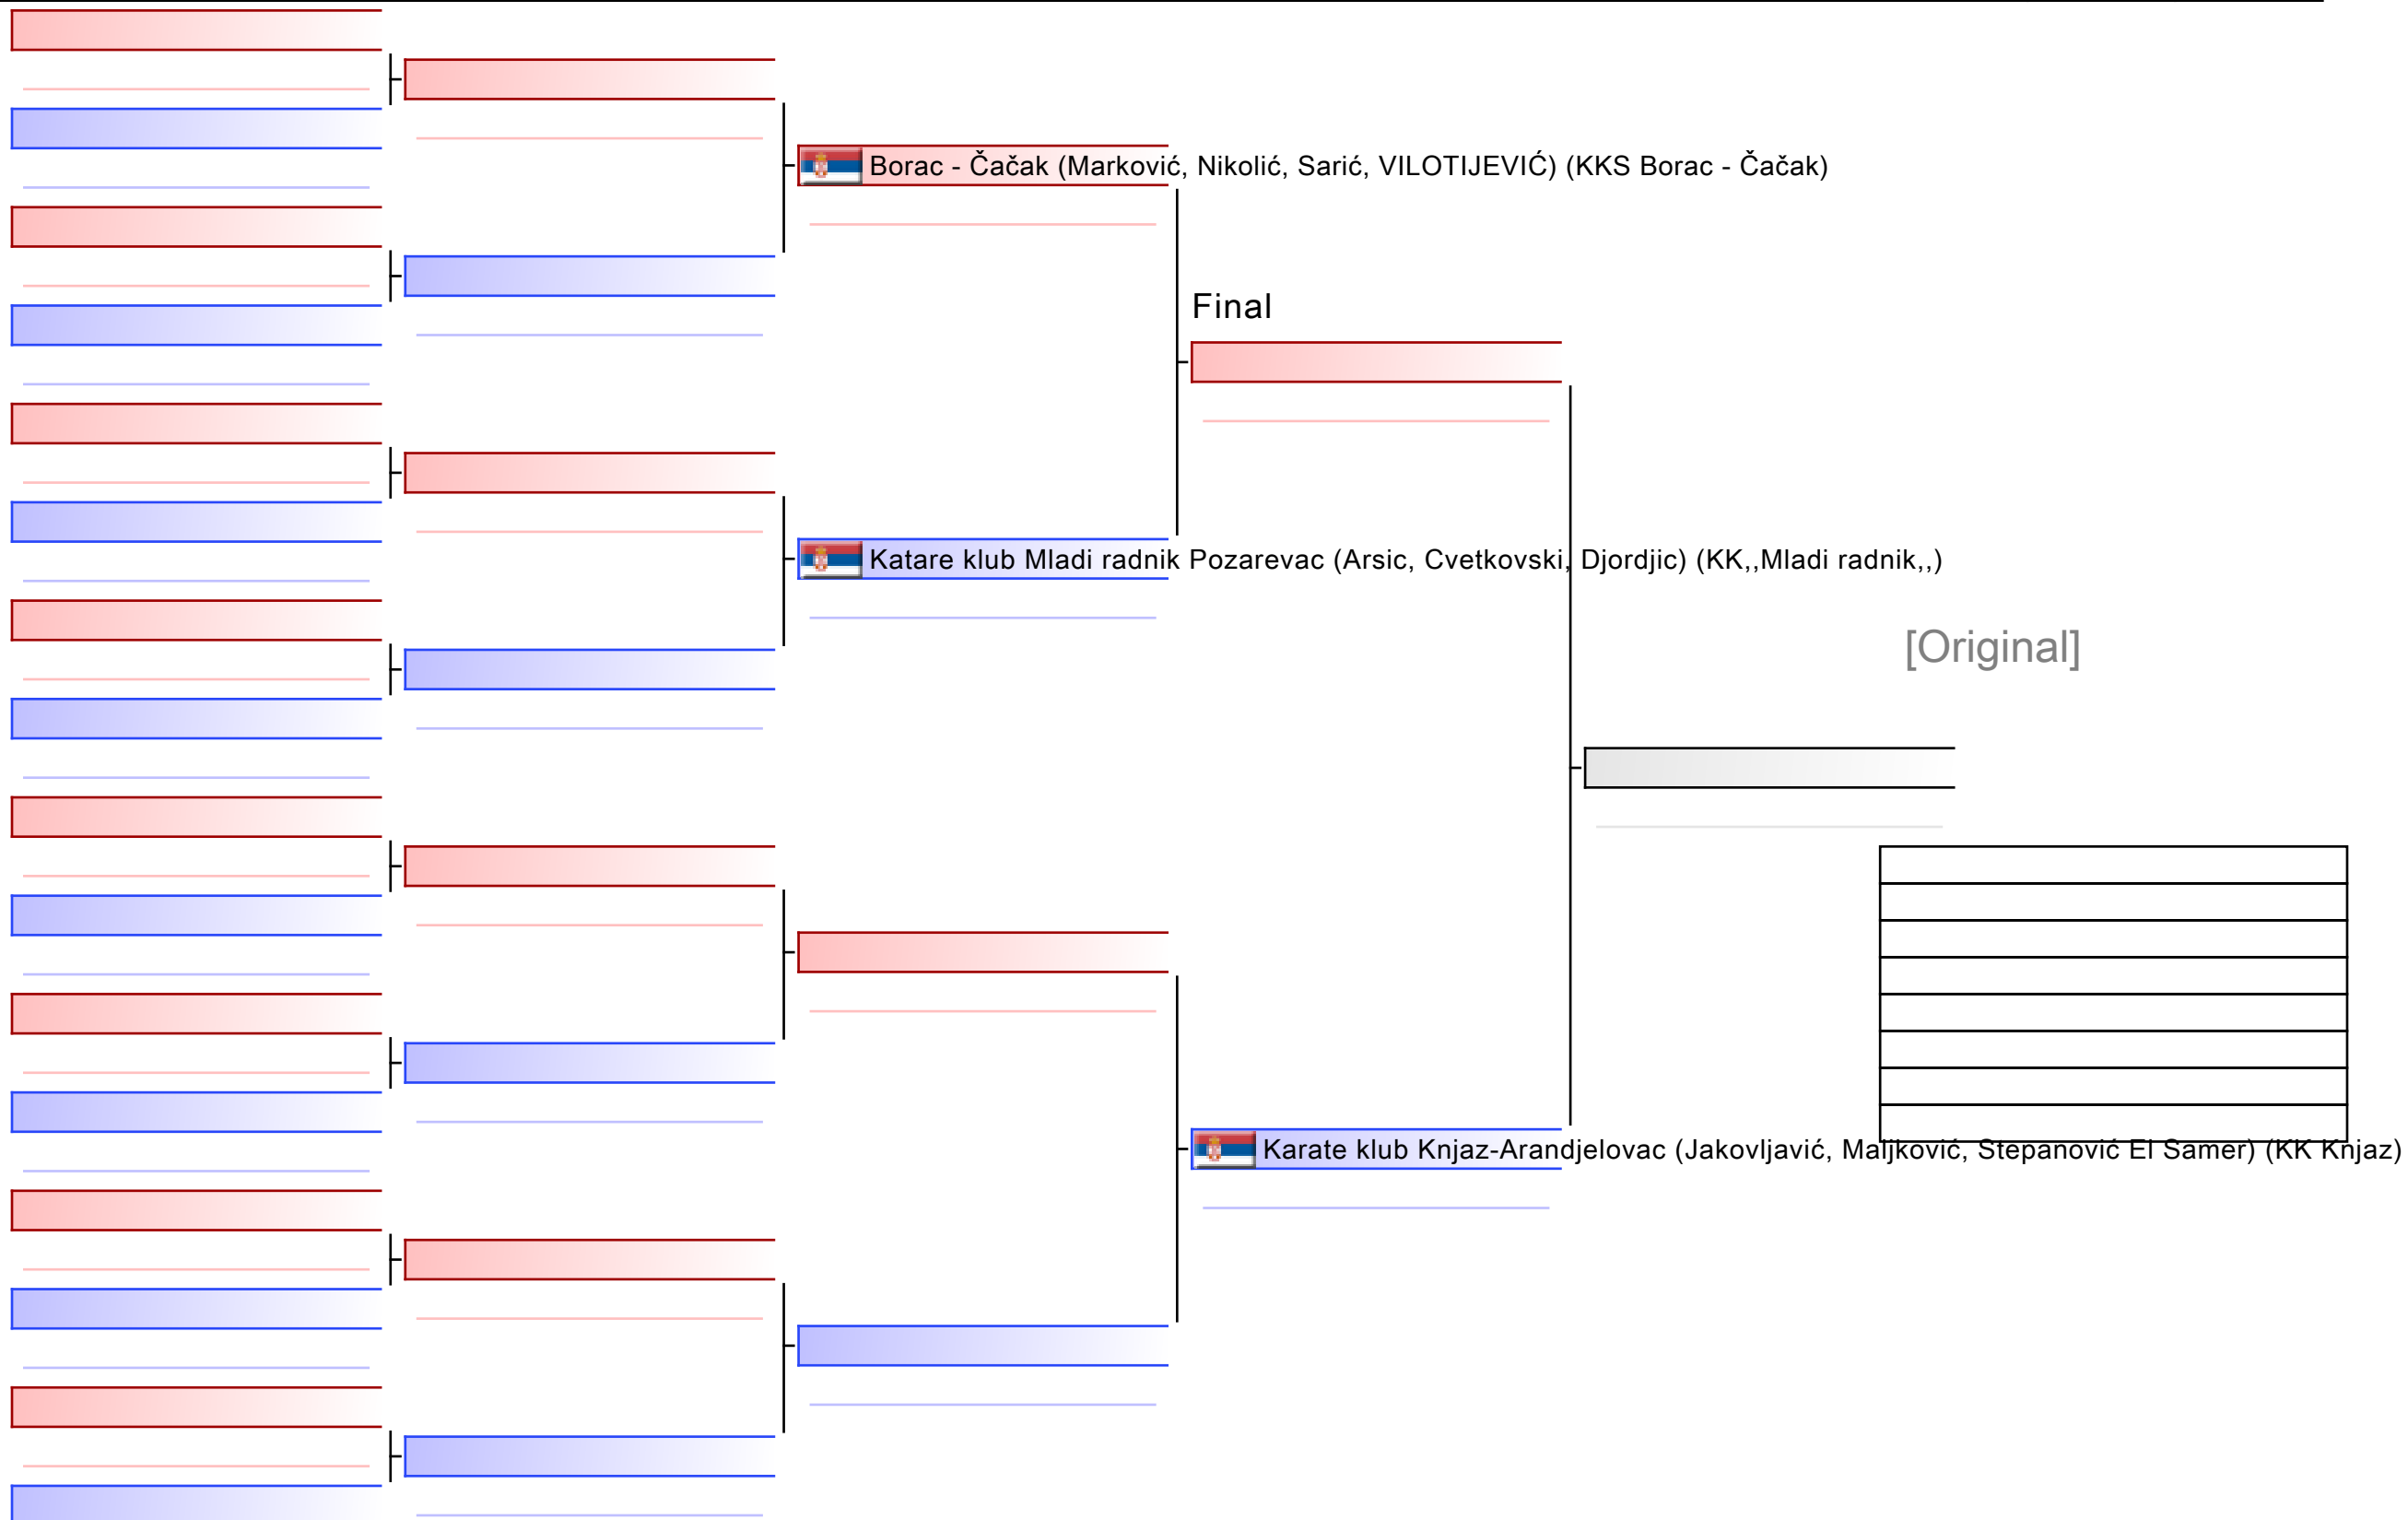 Borac - Čačak (Marković, Nikolić, Sarić, VILOTIJEVIĆ) (KKS Borac - Čačak)
Final
Katare klub Mladi radnik Pozarevac (Arsic, Cvetkovski, Djordjic) (KK,,Mladi radnik,,)
[Original]
Karate klub Knjaz-Arandjelovac (Jakovljavić, Maljković, Stepanović El Samer) (KK Knjaz)